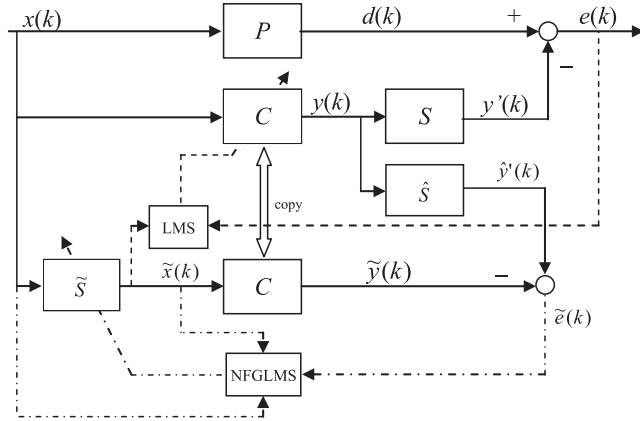 x(k)
P
d(k)
+
e(k)
−
C
y(k)
S
y’(k)
Ŝ
ŷ'(k)
copy
LMS
S̃
x̃(k)
C
ỹ(k)
−
ẽ(k)
NFGLMS